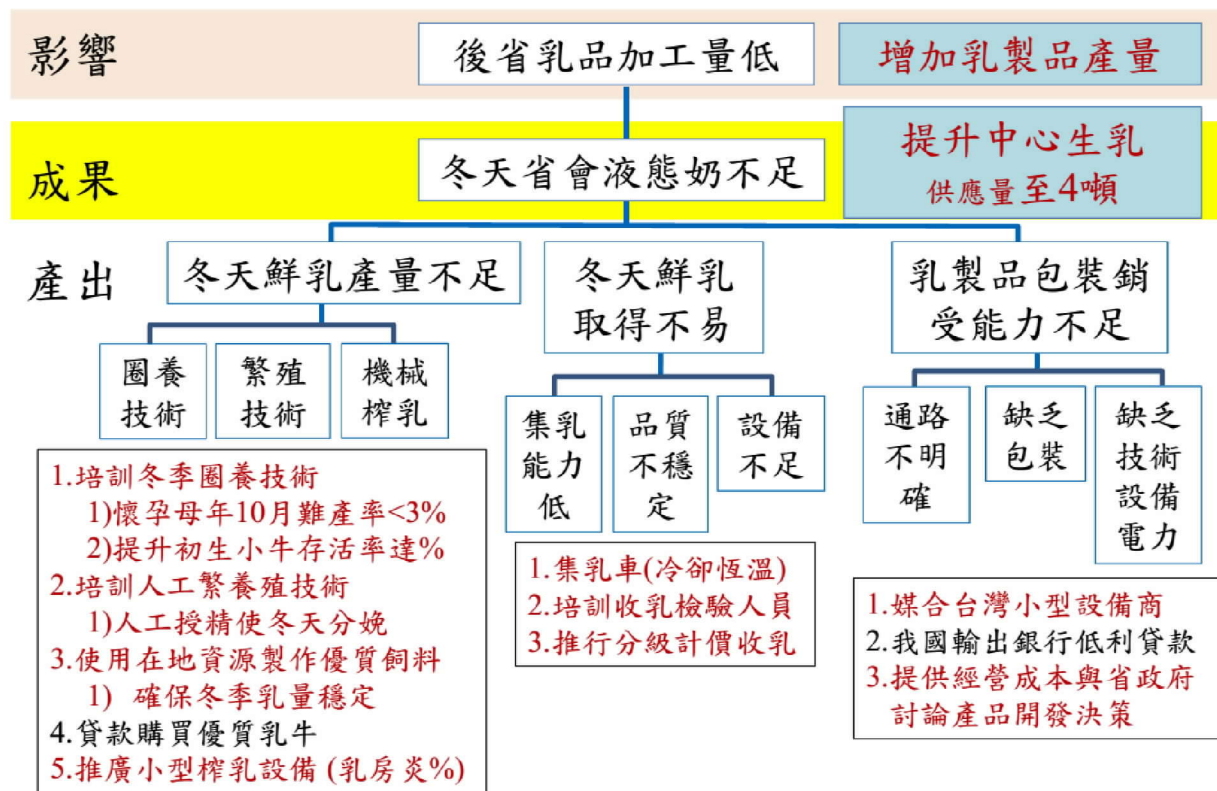 影響
後省乳品加工量低
增加乳製品產量
成果
冬天省會液態奶不足
提升中心生乳
供應量至4噸
產出
冬天鮮乳產量不足
冬天鮮乳
取得不易
乳製品包裝銷
受能力不足
圈養
技術
繁殖
技術
機械
榨乳
集乳
能力
低
品質
不穩
定
設備
不足
通路
不明
確
缺乏
包裝
缺乏
技術
設備
電力
1.培訓冬季圈養技術
1)懷孕母年10月難產率<3%
2)提升初生小牛存活率達%
2.培訓人工繁養殖技術
1)人工授精使冬天分娩
3.使用在地資源製作優質飼料
1) 確保冬季乳量穩定
4.貸款購買優質乳牛
5.推廣小型榨乳設備 (乳房炎%)
1.集乳車(冷卻恆溫)
2.培訓收乳檢驗人員
3.推行分級計價收乳
1.媒合台灣小型設備商
2.我國輸出銀行低利貸款
3.提供經營成本與省政府
討論產品開發決策